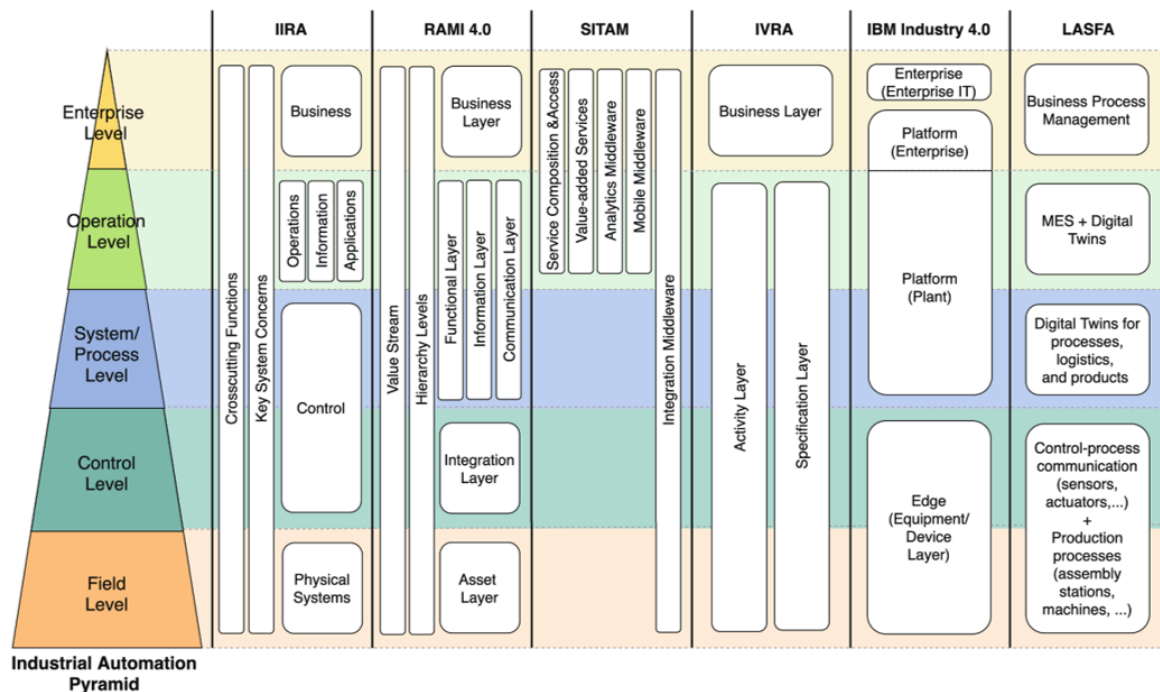 IIRA
RAMI 4.0
SITAM
IVRA
IBM Industry 4.0
LASFA
Enterprise
Level
Operation
Level
System/
Process
Level
Control
Level
Field
Level
Industrial Automation
Pyramid
Crosscutting Functions
Key System Concerns
Business
Operations
Information
Applications
Control
Physical
Systems
Value Stream
Hierarchy Levels
Business
Layer
Functional Layer
Information Layer
Communication Layer
Integration
Layer
Asset
Layer
Service Composition &Access
Value-added Services
Analytics Middleware
Mobile Middleware
Integration Middleware
Business Layer
Activity Layer
Specification Layer
Enterprise
(Enterprise IT)
Platform
(Enterprise)
Platform
(Plant)
Edge
(Equipment/
Device
Layer)
Business Process
Management
MES + Digital
Twins
Digital Twins for
processes,
logistics,
and products
Control-process
communication
(sensors,
actuators,...)
+
Production
processes
(assembly
stations,
machines, ...)